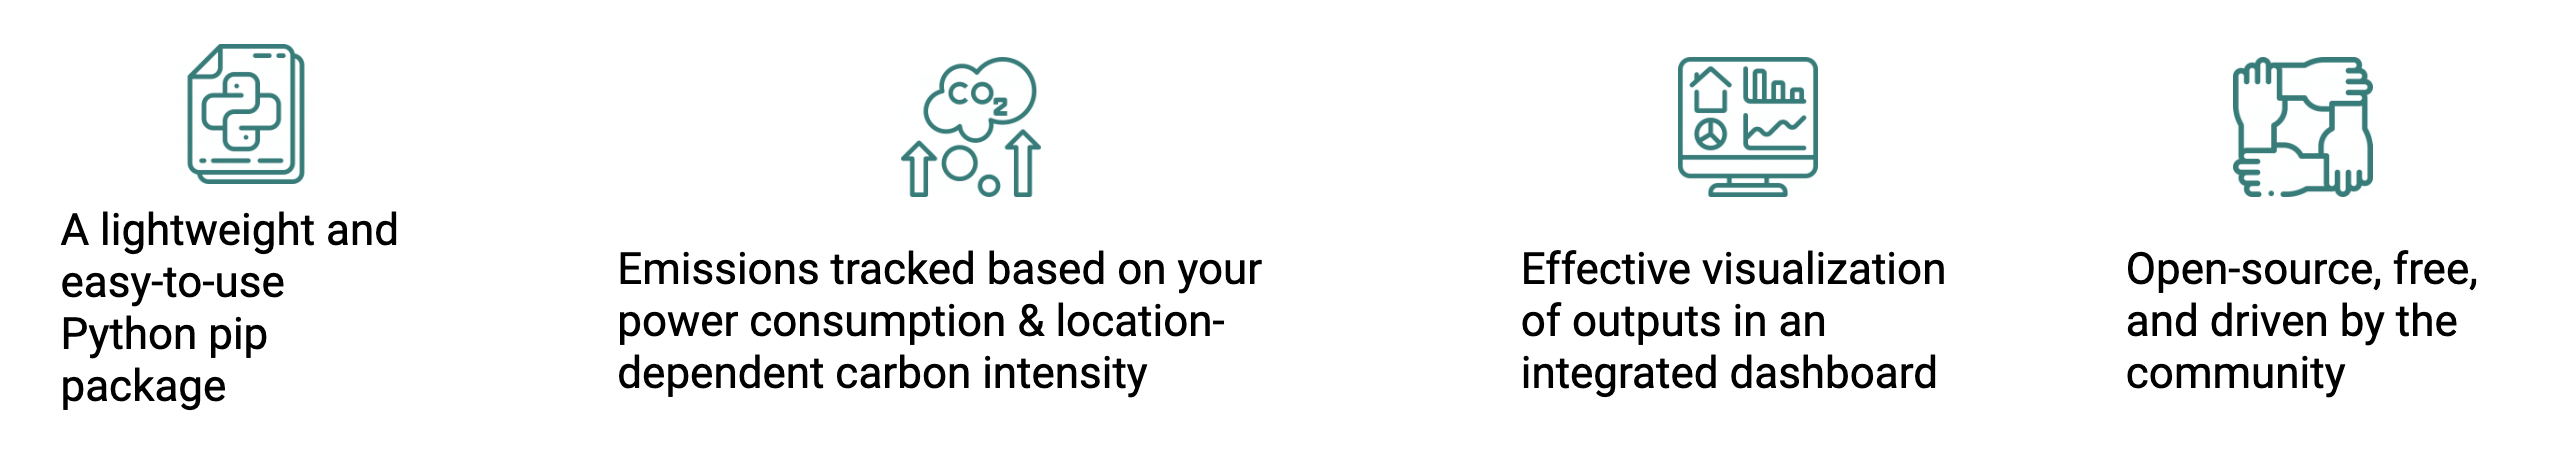 CO2
A lightweight and
easy-to-use
Python pip
package
Emissions tracked based on your
power consumption & location-
dependent carbon intensity
Effective visualization
of outputs in an
integrated dashboard
Open-source, free,
and driven by the
community